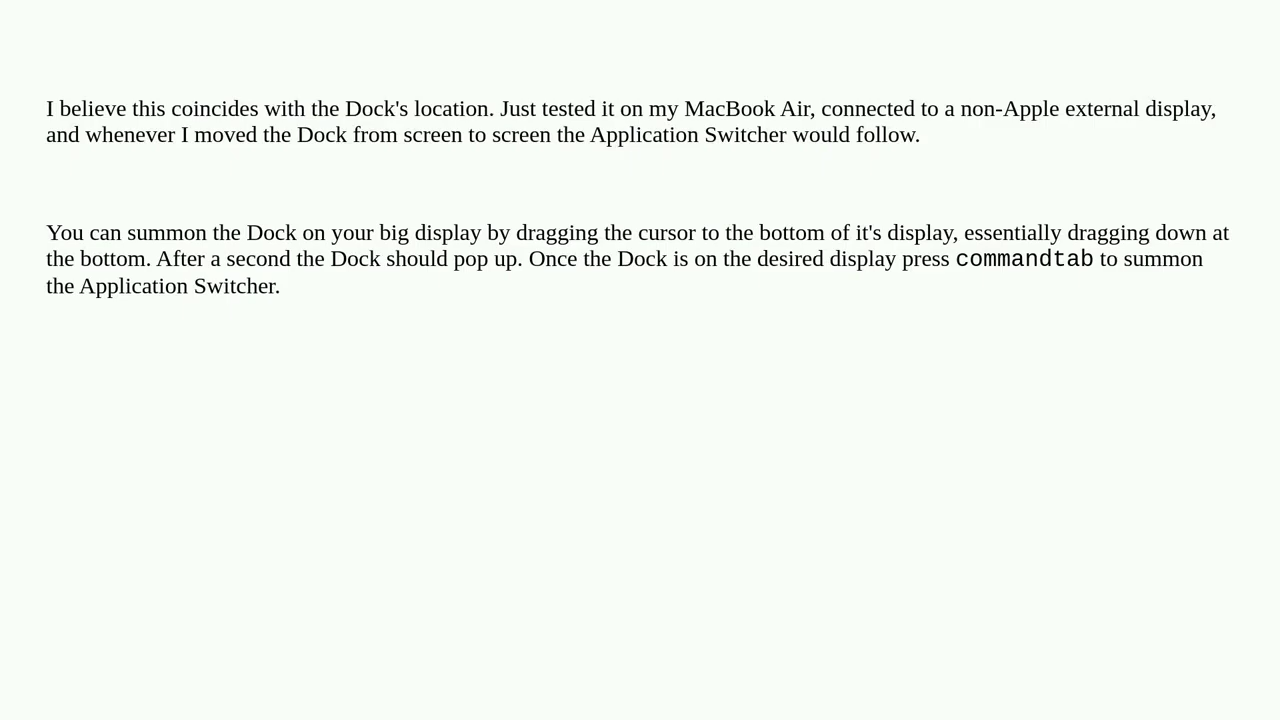 I believe this coincides with the Dock's location. Just tested it on my MacBook Air, connected to a non-Apple external display,
and whenever I moved the Dock from screen to screen the Application Switcher would follow.
You can summon the Dock on your big display by dragging the cursor to the bottom of it's display, essentially dragging down at
the bottom. After a second the Dock should pop up. Once the Dock is on the desired display press commandtab to summon
the Application Switcher.